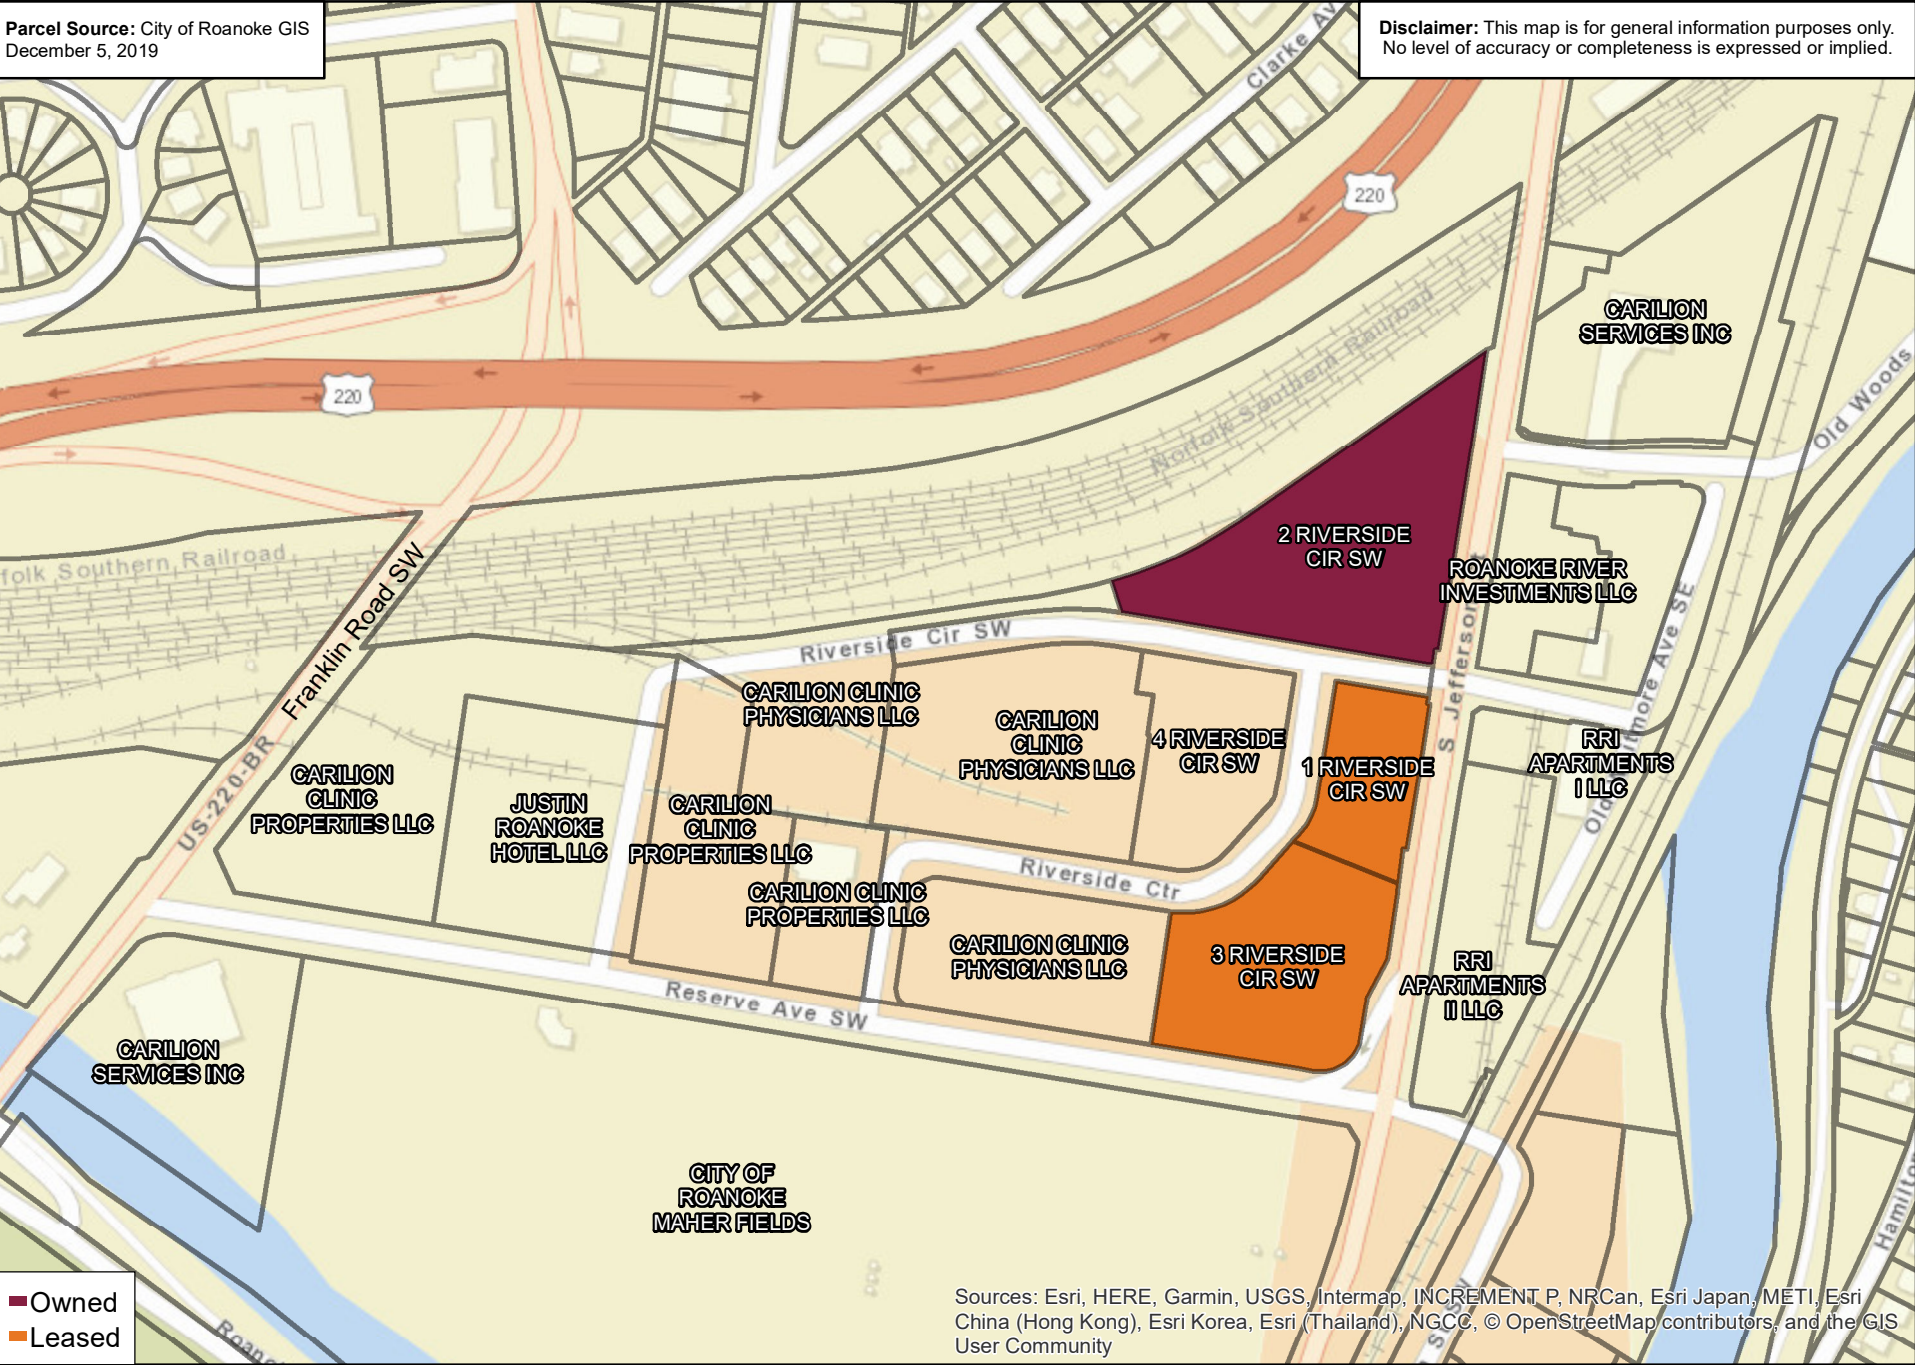 Parcel Source: City of Roanoke GIS
December 5, 2019
Disclaimer: This map is for general information purposes only.
No level of accuracy or completeness is expressed or implied.
Clarke Av
220
220
CARILION
SERVICES INC
Old Woods
Norfolk Southern Railroad
folk Southern Railroad
Franklin Road SW
US-220-BR
2 RIVERSIDE
CIR SW
ROANOKE RIVER
INVESTMENTS LLC
S Jefferson St
Riverside Cir SW
CARILION CLINIC
PHYSICIANS LLC
CARILION
CLINIC
PHYSICIANS LLC
4 RIVERSIDE
CIR SW
1 RIVERSIDE
CIR SW
RRI
APARTMENTS
I LLC
CARILION
CLINIC
PROPERTIES LLC
JUSTIN
ROANOKE
HOTEL LLC
CARILION
CLINIC
PROPERTIES LLC
Riverside Ctr
CARILION CLINIC
PROPERTIES LLC
CARILION CLINIC
PHYSICIANS LLC
3 RIVERSIDE
CIR SW
RRI
APARTMENTS
II LLC
Reserve Ave SW
CARILION
SERVICES INC
CITY OF
ROANOKE
MAHER FIELDS
Hamilton
Owned
Leased
Sources: Esri, HERE, Garmin, USGS, Intermap, INCREMENT P, NRCan, Esri Japan, METI, Esri
China (Hong Kong), Esri Korea, Esri (Thailand), NGCC, © OpenStreetMap contributors, and the GIS
User Community